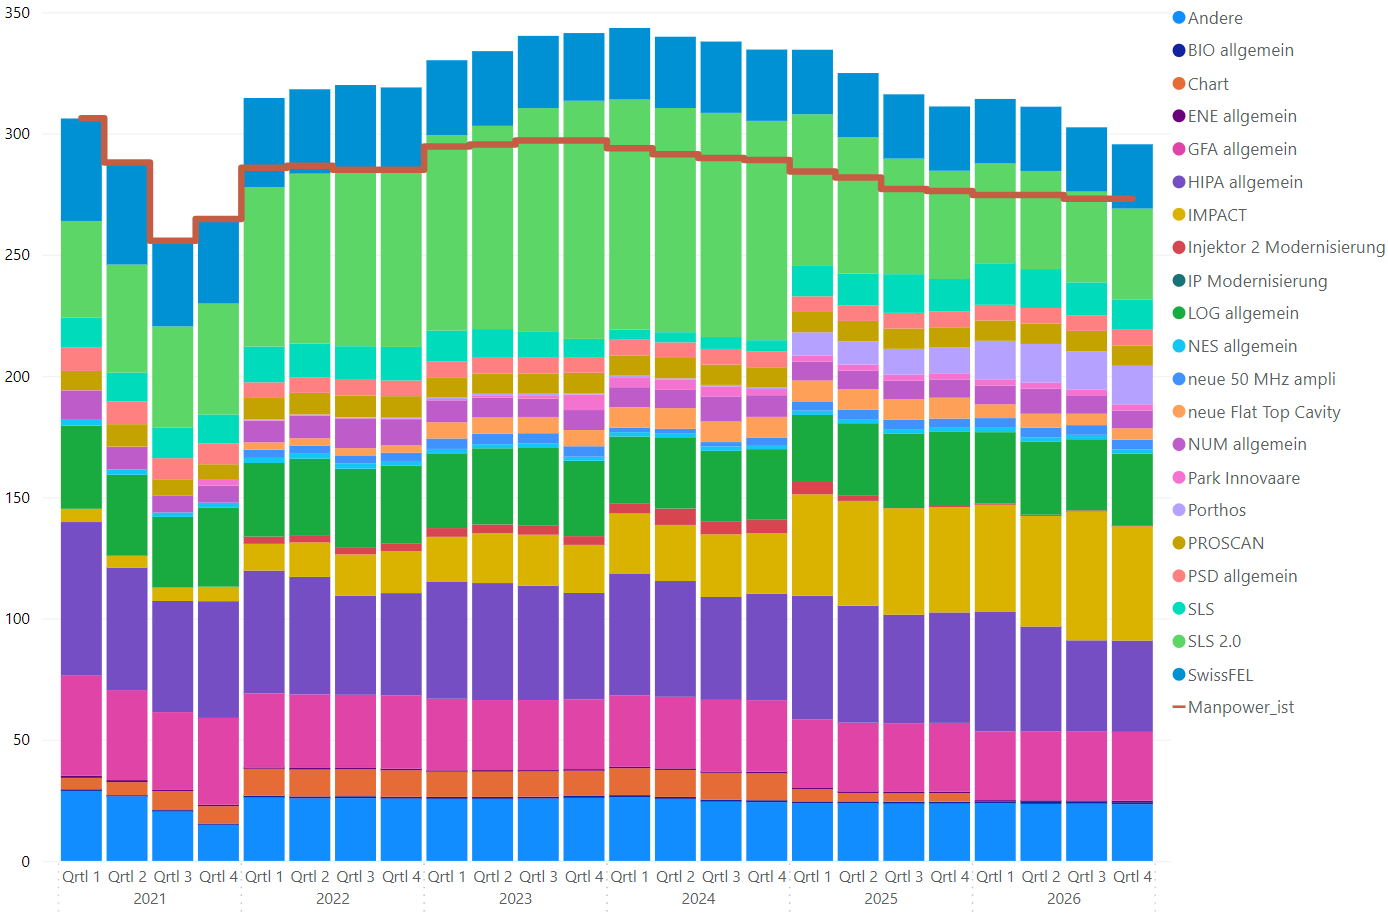 350
300
250
200
150
100
50
0
Qrtl 1 Qrtl 2 Qrtl 3 Qrtl 4 Qrtl 1 Qrtl 2 Qrtl 3 Qrtl 4 Qrtl 1 Qrtl 2 Qrtl 3 Qrtl 4 Qrtl 1 Qrtl 2 Qrtl 3 Qrtl 4 Qrtl 1 Qrtl 2 Qrtl 3 Qrtl 4 Qrtl 1 Qrtl 2 Qrtl 3 Qrtl 4
2021 2022 2023 2024 2025 2026
Andere
BIO allgemein
Chart
ENE allgemein
GFA allgemein
HIPA allgemein
IMPACT
Injektor 2 Modernisierung
IP Modernisierung
LOG allgemein
NES allgemein
neue 50 MHz ampli
neue Flat Top Cavity
NUM allgemein
Park Innovaare
Porthos
PROSCAN
PSD allgemein
SLS
SLS 2.0
SwissFEL
Manpower_ist